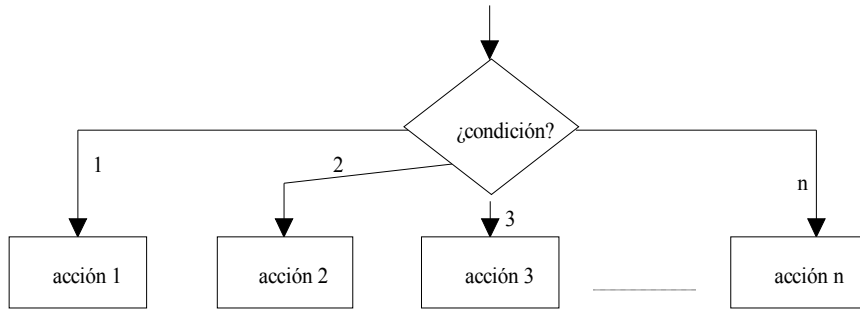 ¿condición?
1
2
n
3
acción 1
acción 2
acción 3
acción n